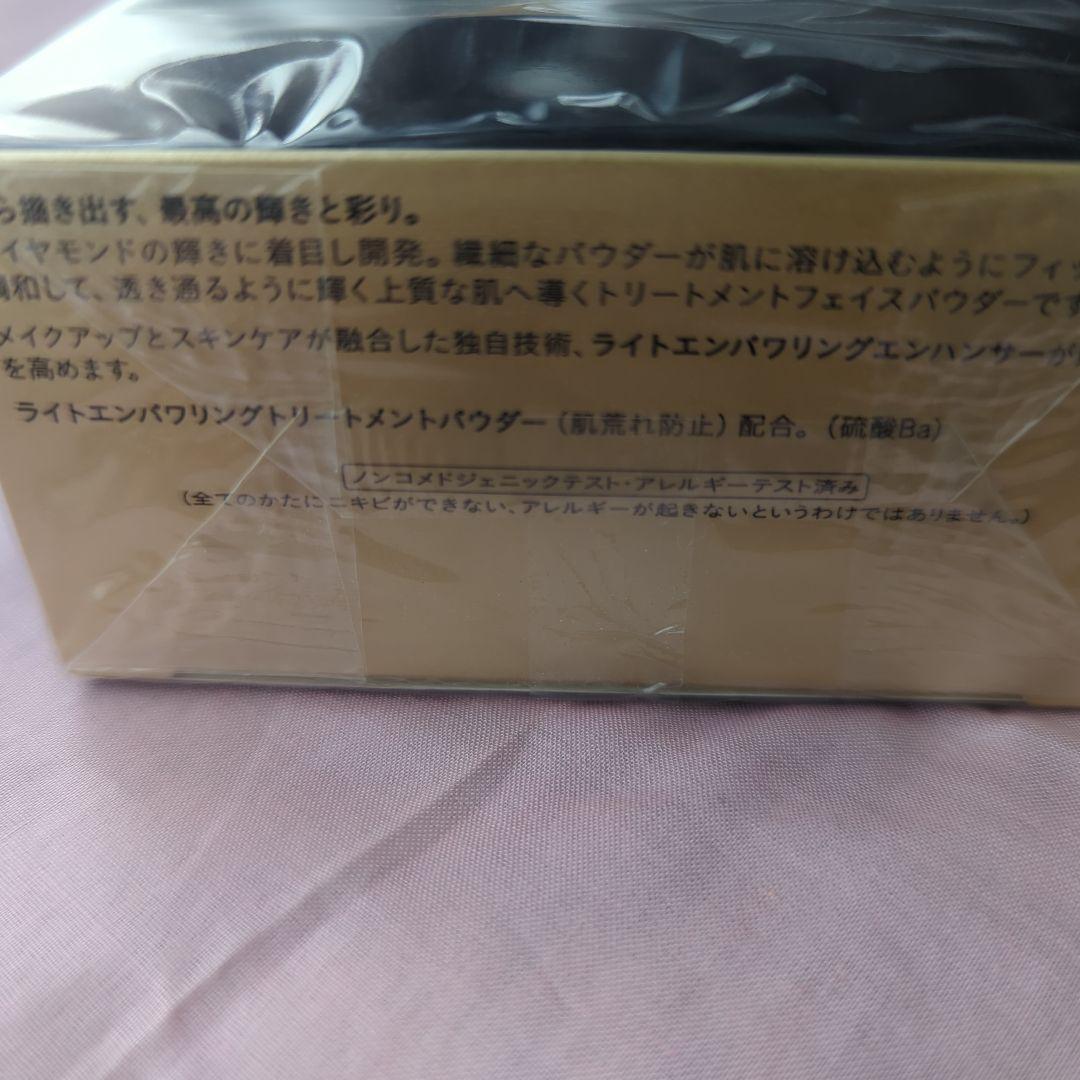 ら描き出す、最高の輝きと彩り。
イヤモンドの輝きに着目し開発。繊細なパウダーが肌に溶け込むようにフィッ
調和して、透き通るように輝く上質な肌へ導くトリートメントフェイスパウダーです
メイクアップとスキンケアが融合した独自技術、ライトエンパワリングエンハンサーが
を高めます。
ライトエンパワリングトリートメントパウダー（肌荒れ防止）配合。（硫酸Ba）
ノンコメドジェニックテスト・アレルギーテスト済み
（全てのかたにニキビができない、アレルギーが起きないというわけではありません。）